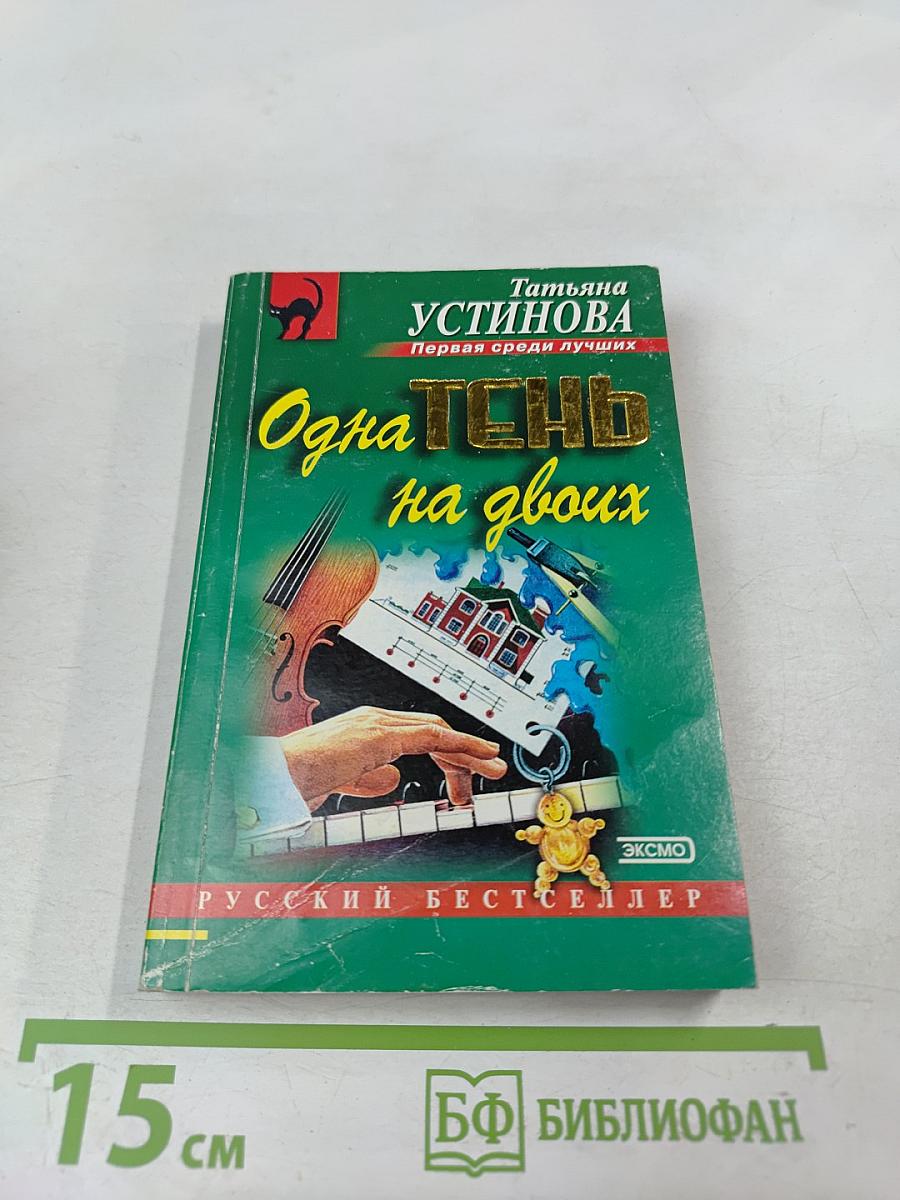 Татьяна
УСТИНОВА
Первая среди лучших
Одна ТЕНЬ
на двоих
ЭКСМО
РУССКИЙ БЕСТСЕЛЛЕР
15 см
БФ БИБЛИОФАН